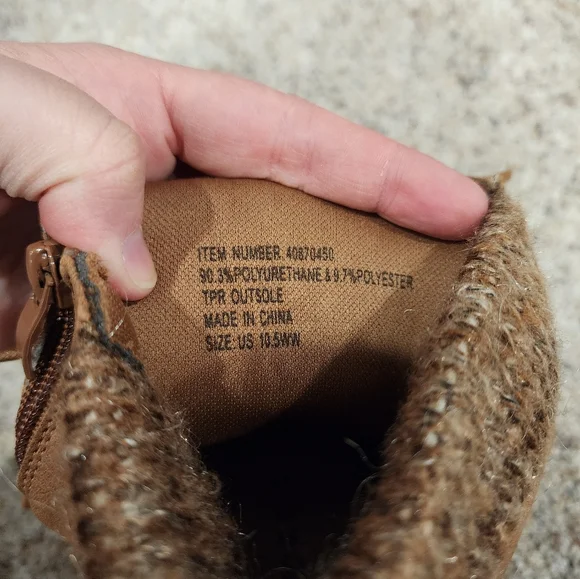 ITEM NUMBER 40870450
90.3%POLYURETHANE & 9.7%POLYESTER
TPR OUTSOLE
MADE IN CHINA
SIZE: US 10.5WW